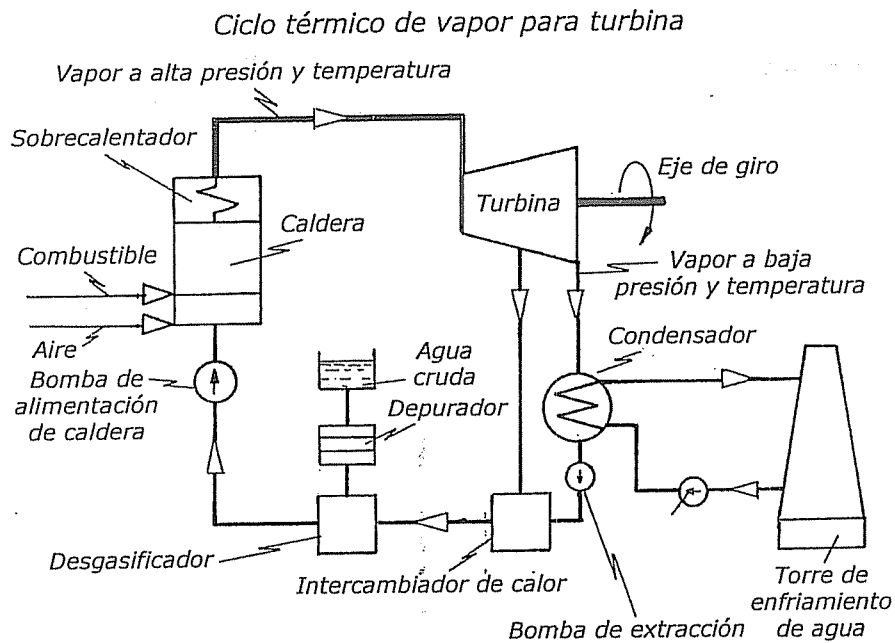 Ciclo térmico de vapor para turbina
Vapor a alta presión y temperatura
Sobrecalentador
Eje de giro
Turbina
Caldera
Combustible
Vapor a baja
presión y temperatura
Condensador
Aire
Agua
cruda
Bomba de
alimentación
de caldera
Depurador
Desgasificador
Intercambiador de calor
Torre de
enfriamiento
de agua
Bomba de extracción